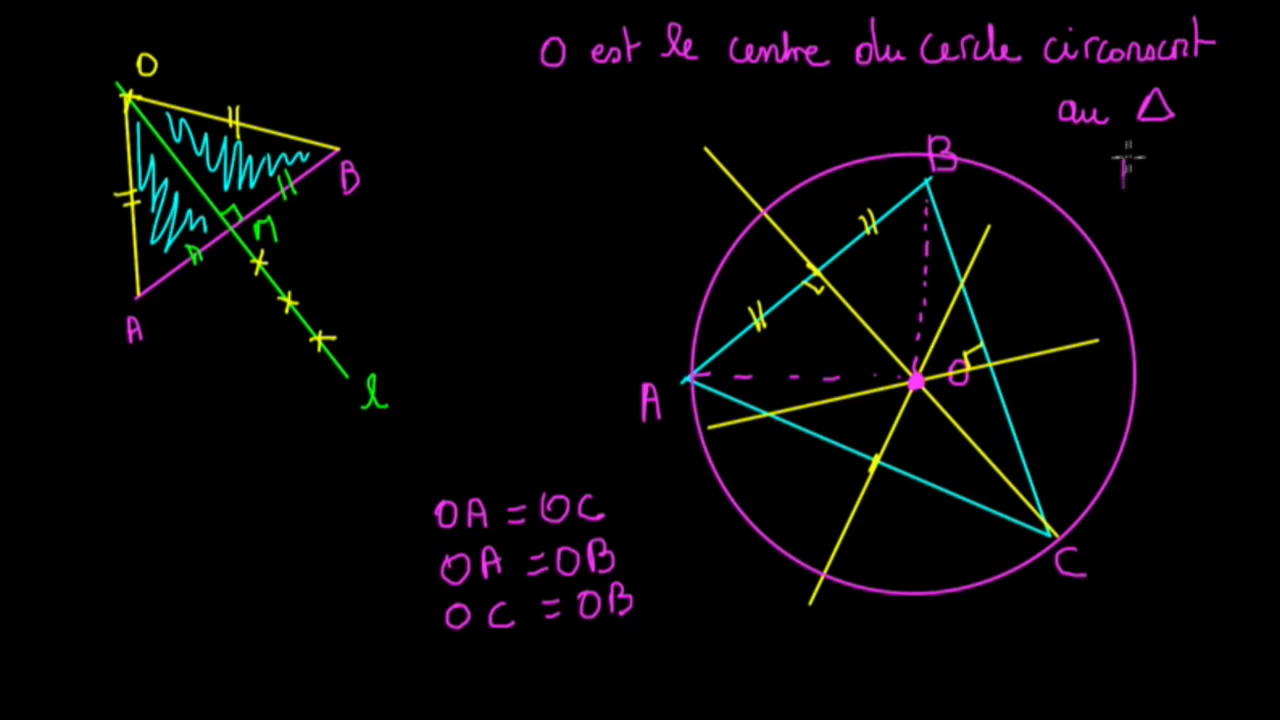 O est le centre du cercle circonscrit
au Δ
O
B
M
A
l
B
A
O
C
OA = OC
OA = OB
OC = OB